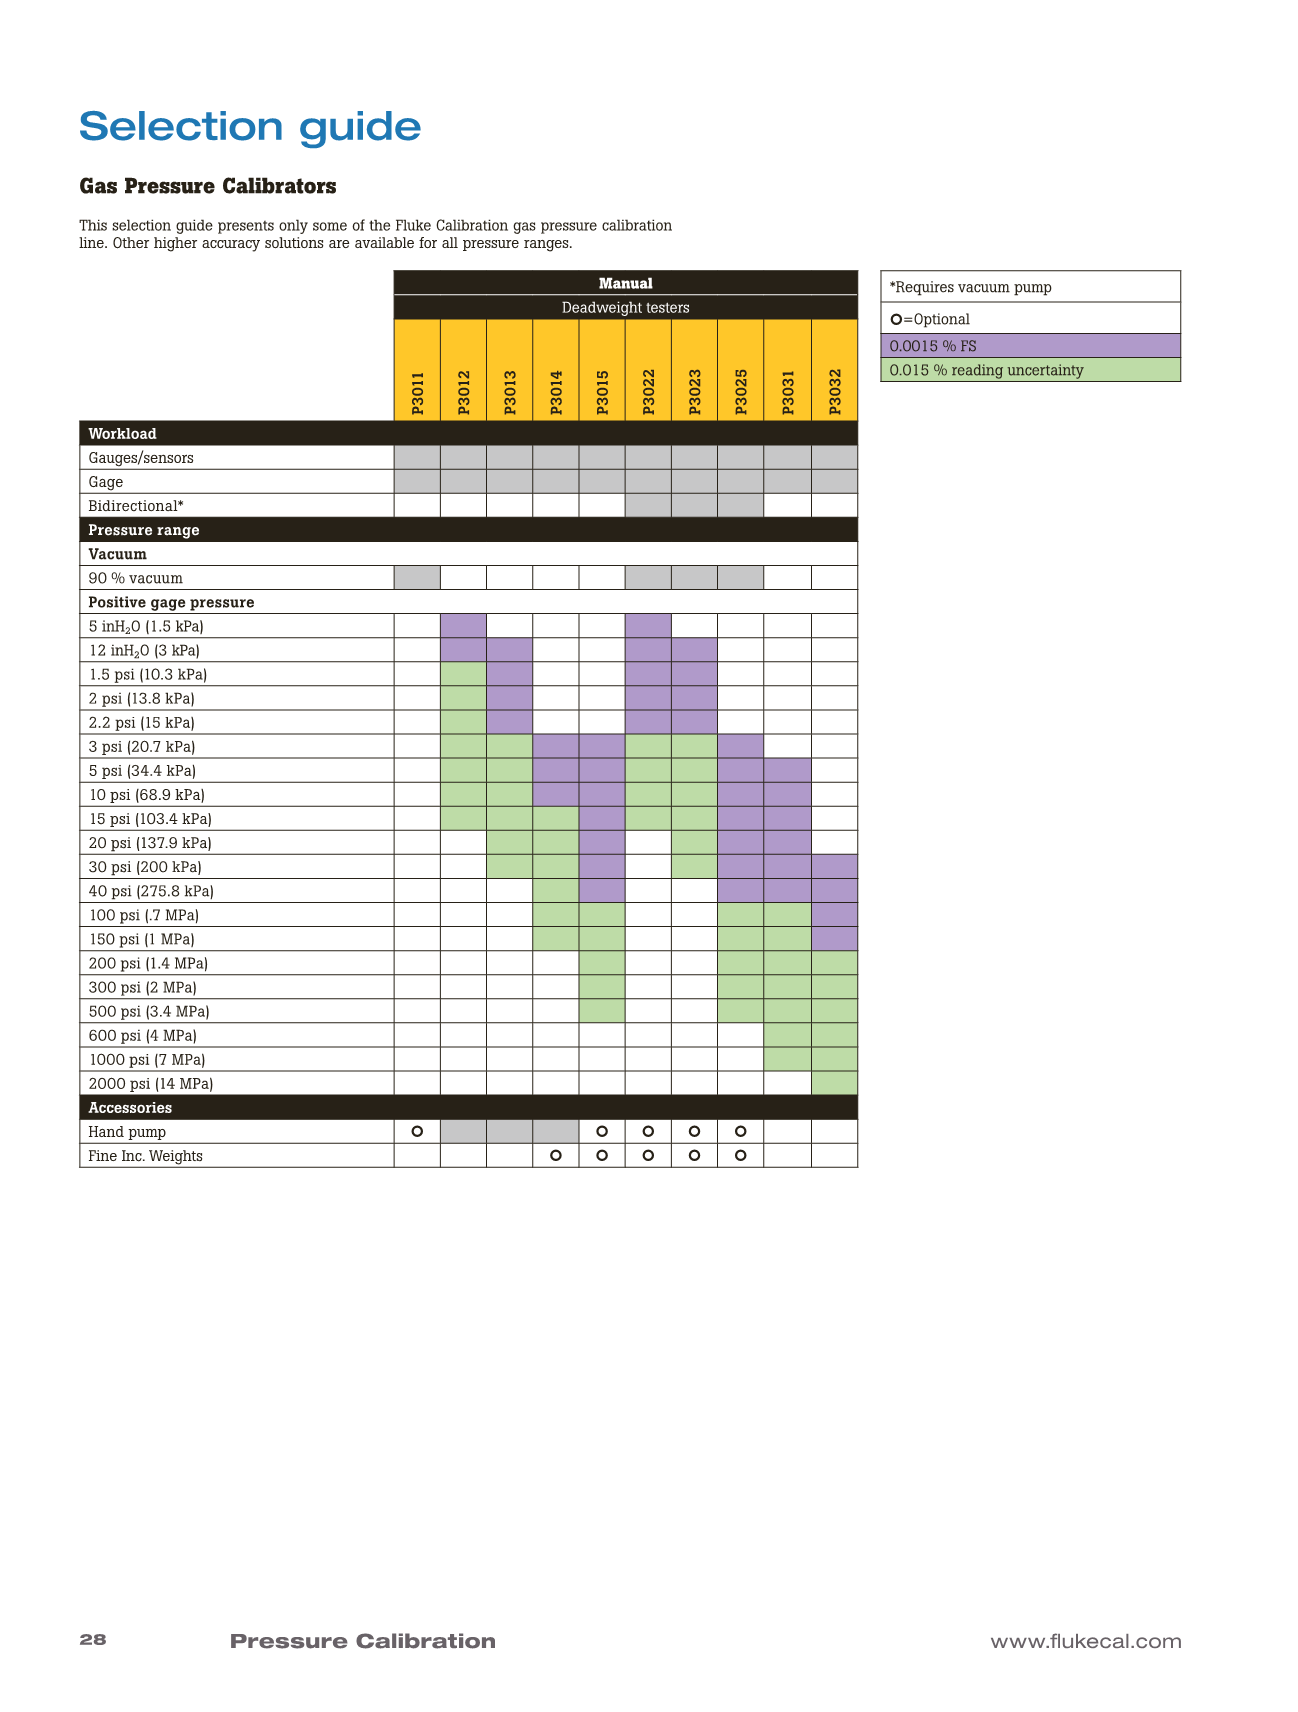 Selection guide
Gas Pressure Calibrators
This selection guide presents only some of the Fluke Calibration gas pressure calibration
line. Other higher accuracy solutions are available for all pressure ranges.
Manual
Deadweight testers
P3011 P3012 P3013 P3014 P3015 P3022 P3023 P3025 P3031 P3032
*Requires vacuum pump
O=Optional
0.0015 % FS
0.015 % reading uncertainty
Workload
Gauges/sensors
Gage
Bidirectional*
Pressure range
Vacuum
90 % vacuum
Positive gage pressure
5 inH₂O (1.5 kPa)
12 inH₂O (3 kPa)
1.5 psi (10.3 kPa)
2 psi (13.8 kPa)
2.2 psi (15 kPa)
3 psi (20.7 kPa)
5 psi (34.4 kPa)
10 psi (68.9 kPa)
15 psi (103.4 kPa)
20 psi (137.9 kPa)
30 psi (200 kPa)
40 psi (275.8 kPa)
100 psi (.7 MPa)
150 psi (1 MPa)
200 psi (1.4 MPa)
300 psi (2 MPa)
500 psi (3.4 MPa)
600 psi (4 MPa)
1000 psi (7 MPa)
2000 psi (14 MPa)
Accessories
Hand pump O O O O O
Fine Inc. Weights O O O O O
28 Pressure Calibration www.flukecal.com